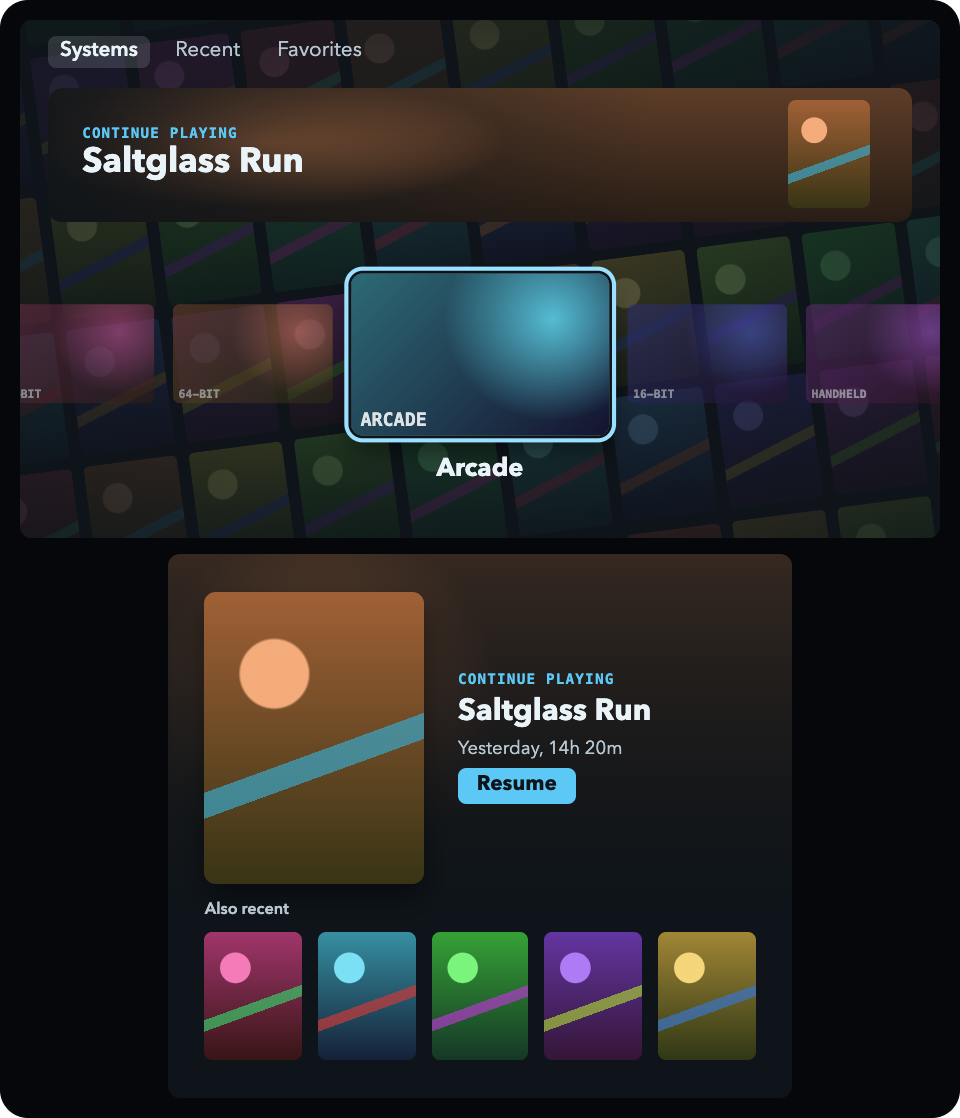 Systems Recent Favorites
CONTINUE PLAYING
Saltglass Run
BIT
64-BIT
ARCADE
16-BIT
HANDHELD
Arcade
CONTINUE PLAYING
Saltglass Run
Yesterday, 14h 20m
Resume
Also recent